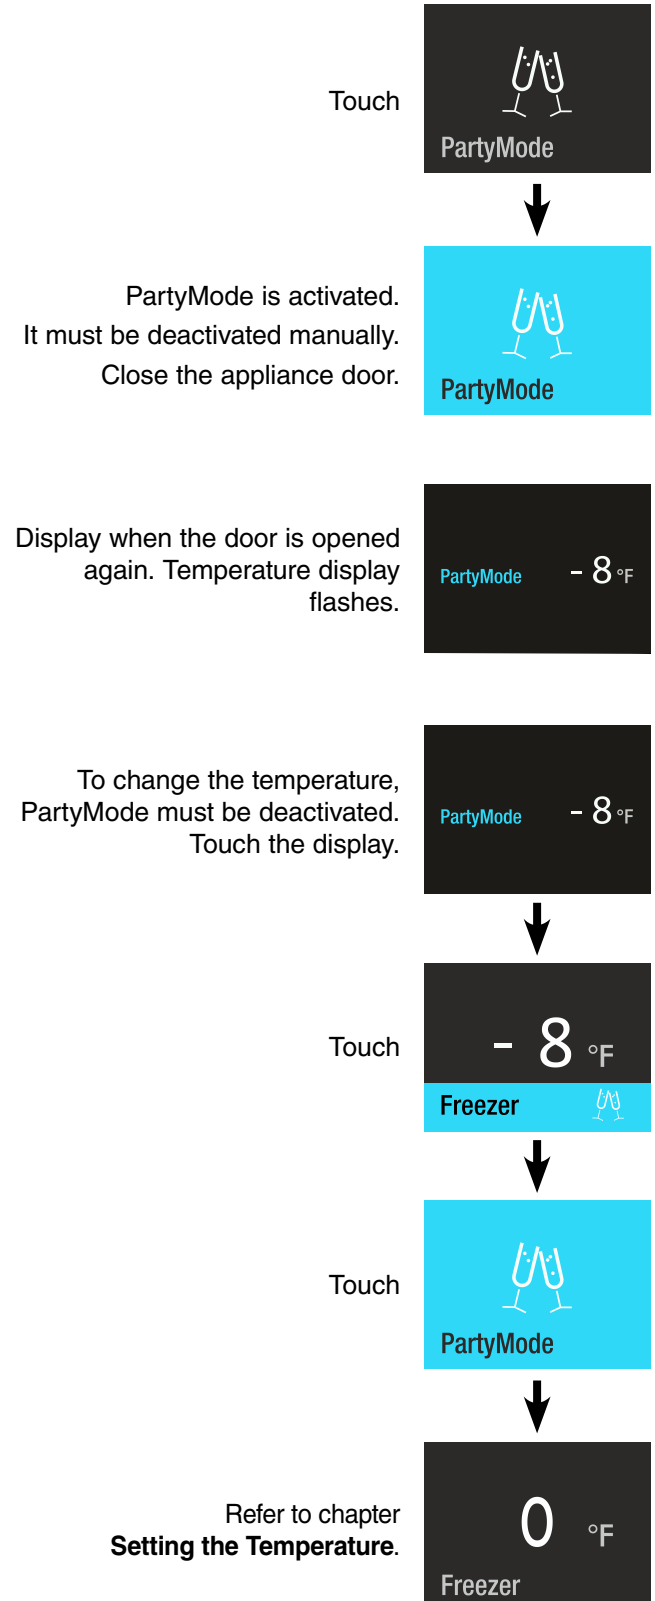 Touch
PartyMode
PartyMode is activated.
It must be deactivated manually.
Close the appliance door.
PartyMode
Display when the door is opened
again. Temperature display
flashes.
PartyMode - 8 °F
To change the temperature,
PartyMode must be deactivated.
Touch the display.
PartyMode - 8 °F
Touch
- 8 °F
Freezer
Touch
PartyMode
Refer to chapter
Setting the Temperature.
0 °F
Freezer